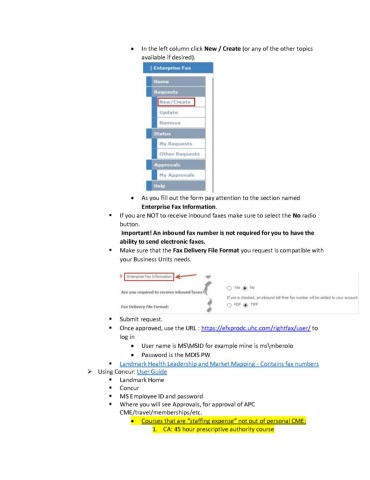 • In the left column click New / Create (or any of the other topics
available if desired).
| Enterprise Fax
Home
Requests
New/Create
Update
Remove
Status
My Requests
Other Requests
Approvals
My Approvals
Help
• As you fill out the form pay attention to the section named
Enterprise Fax Information.
▪ If you are NOT to receive inbound faxes make sure to select the No radio
button.
Important! An inbound fax number is not required for you to have the
ability to send electronic faxes.
▪ Make sure that the Fax Delivery File Format you request is compatible with
your Business Units needs.
Enterprise Fax Information
Are you required to receive inbound faxes? Yes No
If yes is checked, an inbound toll-free fax number will be added to your account
Fax Delivery File Format: PDF TIFF
▪ Submit request.
▪ Once approved, use the URL : https://efxprodc.uhc.com/rightfax/user/ to
log in
• User name is MS\MSID for example mine is ms\mberolo
• Password is the MDIS PW
▪ Landmark Health Leadership and Market Mapping - Contains fax numbers
➢ Using Concur: User Guide
▪ Landmark Home
▪ Concur
▪ MS Employee ID and password
▪ Where you will see Approvals, for approval of APC
CME/travel/memberships/etc.
• Courses that are "staffing expense" not out of personal CME:
1. CA: 45 hour prescriptive authority course